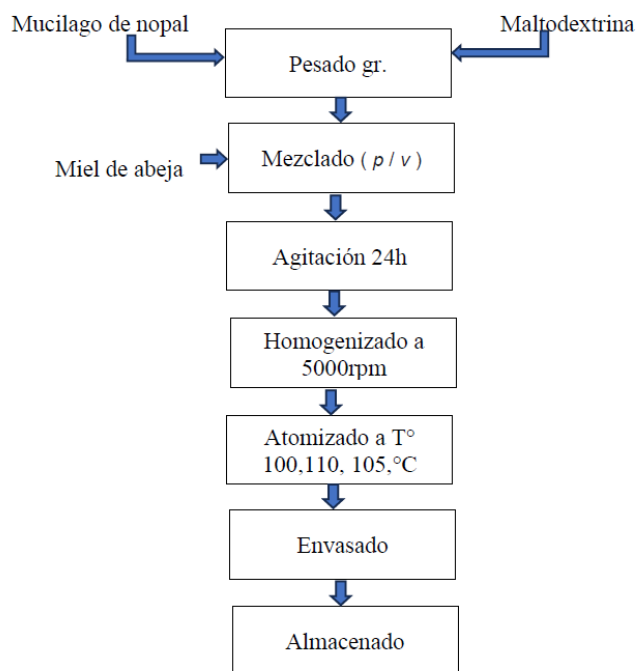 Mucilago de nopal
Maltodextrina
Pesado gr.
Mezclado ( p / v )
Miel de abeja
Agitación 24h
Homogenizado a
5000rpm
Atomizado a T°
100,110, 105,°C
Envasado
Almacenado